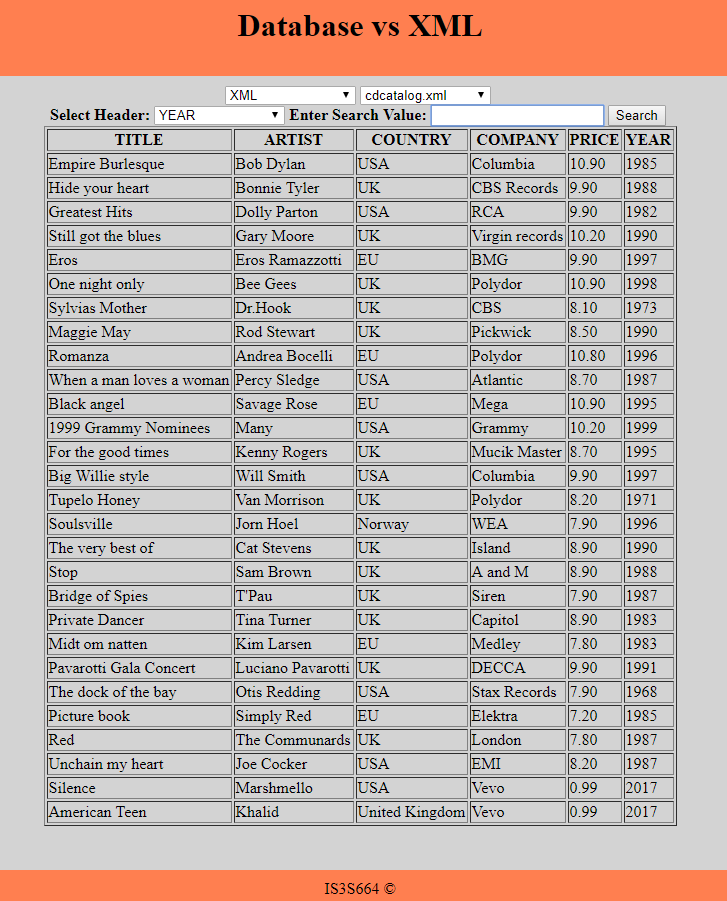 Database vs XML
XML cdcatalog.xml
Select Header: YEAR Enter Search Value: Search
TITLE ARTIST COUNTRY COMPANY PRICE YEAR
Empire Burlesque Bob Dylan USA Columbia 10.90 1985
Hide your heart Bonnie Tyler UK CBS Records 9.90 1988
Greatest Hits Dolly Parton USA RCA 9.90 1982
Still got the blues Gary Moore UK Virgin records 10.20 1990
Eros Eros Ramazzotti EU BMG 9.90 1997
One night only Bee Gees UK Polydor 10.90 1998
Sylvias Mother Dr.Hook UK CBS 8.10 1973
Maggie May Rod Stewart UK Pickwick 8.50 1990
Romanza Andrea Bocelli EU Polydor 10.80 1996
When a man loves a woman Percy Sledge USA Atlantic 8.70 1987
Black angel Savage Rose EU Mega 10.90 1995
1999 Grammy Nominees Many USA Grammy 10.20 1999
For the good times Kenny Rogers UK Mucik Master 8.70 1995
Big Willie style Will Smith USA Columbia 9.90 1997
Tupelo Honey Van Morrison UK Polydor 8.20 1971
Soulsville Jorn Hoel Norway WEA 7.90 1996
The very best of Cat Stevens UK Island 8.90 1990
Stop Sam Brown UK A and M 8.90 1988
Bridge of Spies T'Pau UK Siren 7.90 1987
Private Dancer Tina Turner UK Capitol 8.90 1983
Midt om natten Kim Larsen EU Medley 7.80 1983
Pavarotti Gala Concert Luciano Pavarotti UK DECCA 9.90 1991
The dock of the bay Otis Redding USA Stax Records 7.90 1968
Picture book Simply Red EU Elektra 7.20 1985
Red The Communards UK London 7.80 1987
Unchain my heart Joe Cocker USA EMI 8.20 1987
Silence Marshmello USA Vevo 0.99 2017
American Teen Khalid United Kingdom Vevo 0.99 2017
IS3S664 ©